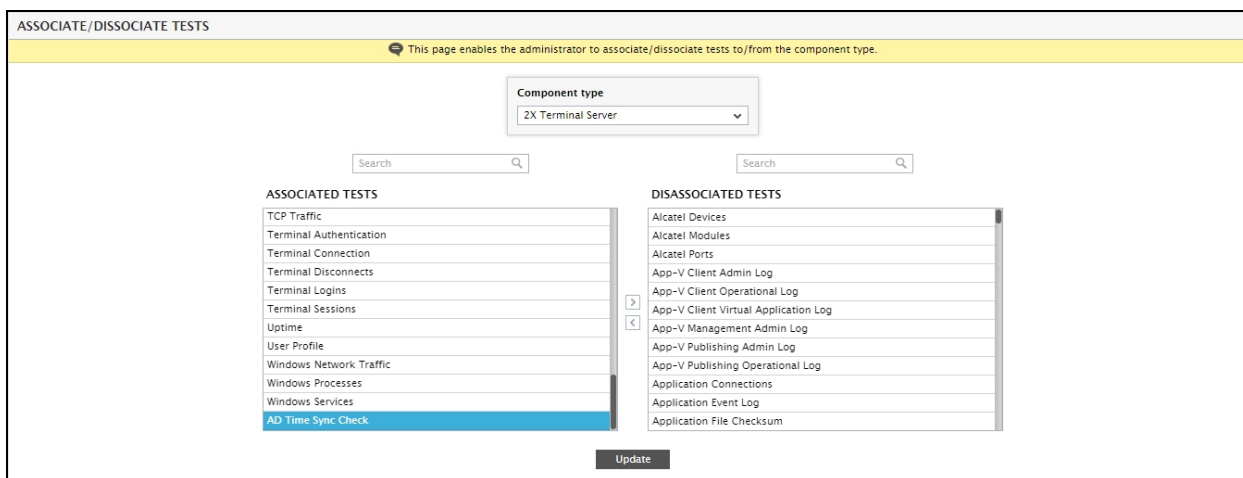 ASSOCIATE/DISSOCIATE TESTS
This page enables the administrator to associate/dissociate tests to/from the component type.
Component type
2X Terminal Server
Search
Search
ASSOCIATED TESTS
TCP Traffic
Terminal Authentication
Terminal Connection
Terminal Disconnects
Terminal Logins
Terminal Sessions
Uptime
User Profile
Windows Network Traffic
Windows Processes
Windows Services
AD Time Sync Check
DISASSOCIATED TESTS
Alcatel Devices
Alcatel Modules
Alcatel Ports
App-V Client Admin Log
App-V Client Operational Log
App-V Client Virtual Application Log
App-V Management Admin Log
App-V Publishing Admin Log
App-V Publishing Operational Log
Application Connections
Application Event Log
Application File Checksum
Update